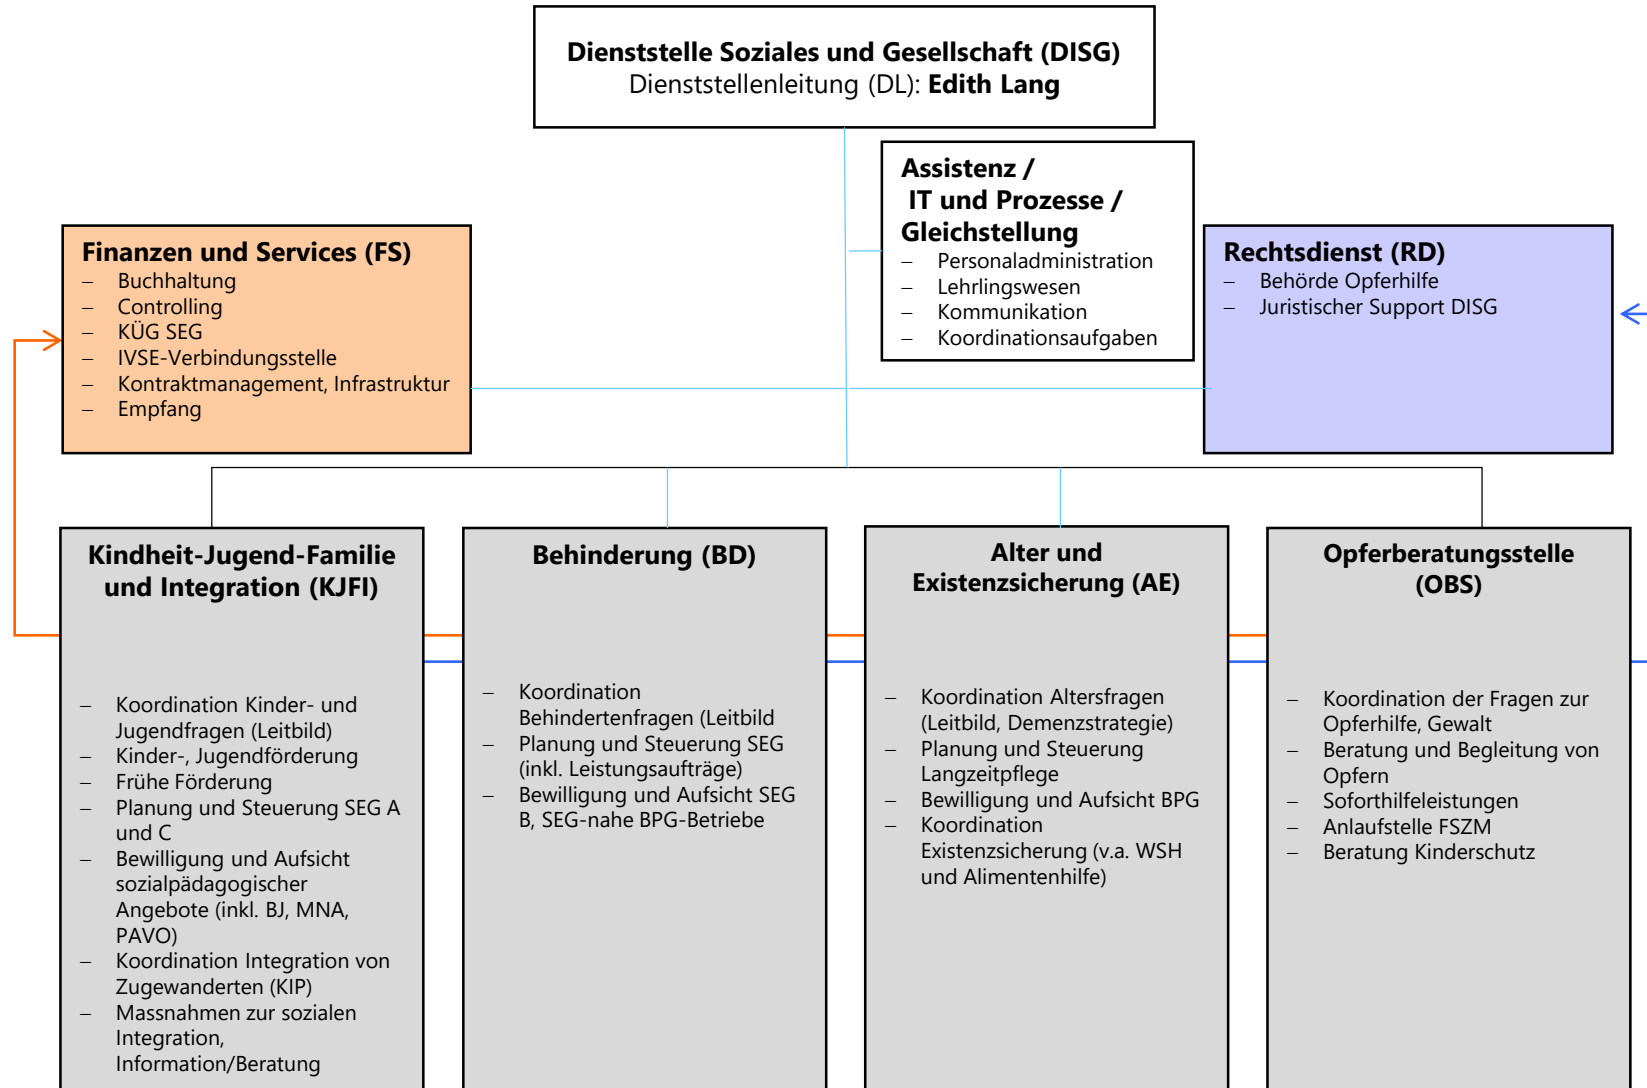 Dienststelle Soziales und Gesellschaft (DISG)
Dienststellenleitung (DL): Edith Lang
Assistenz /
IT und Prozesse /
Gleichstellung
– Personaladministration
– Lehrlingswesen
– Kommunikation
– Koordinationsaufgaben
Finanzen und Services (FS)
– Buchhaltung
– Controlling
– KÜG SEG
– IVSE-Verbindungsstelle
– Kontraktmanagement, Infrastruktur
– Empfang
Rechtsdienst (RD)
– Behörde Opferhilfe
– Juristischer Support DISG
Kindheit-Jugend-Familie
und Integration (KJFI)
– Koordination Kinder- und
Jugendfragen (Leitbild)
– Kinder-, Jugendförderung
– Frühe Förderung
– Planung und Steuerung SEG A
und C
– Bewilligung und Aufsicht
sozialpädagogischer
Angebote (inkl. BJ, MNA,
PAVO)
– Koordination Integration von
Zugewanderten (KIP)
– Massnahmen zur sozialen
Integration,
Information/Beratung
Behinderung (BD)
– Koordination
Behindertenfragen (Leitbild
– Planung und Steuerung SEG
(inkl. Leistungsaufträge)
– Bewilligung und Aufsicht SEG
B, SEG-nahe BPG-Betriebe
Alter und
Existenzsicherung (AE)
– Koordination Altersfragen
(Leitbild, Demenzstrategie)
– Planung und Steuerung
Langzeitpflege
– Bewilligung und Aufsicht BPG
– Koordination
Existenzsicherung (v.a. WSH
und Alimentenhilfe)
Opferberatungsstelle
(OBS)
– Koordination der Fragen zur
Opferhilfe, Gewalt
– Beratung und Begleitung von
Opfern
– Soforthilfeleistungen
– Anlaufstelle FSZM
– Beratung Kinderschutz